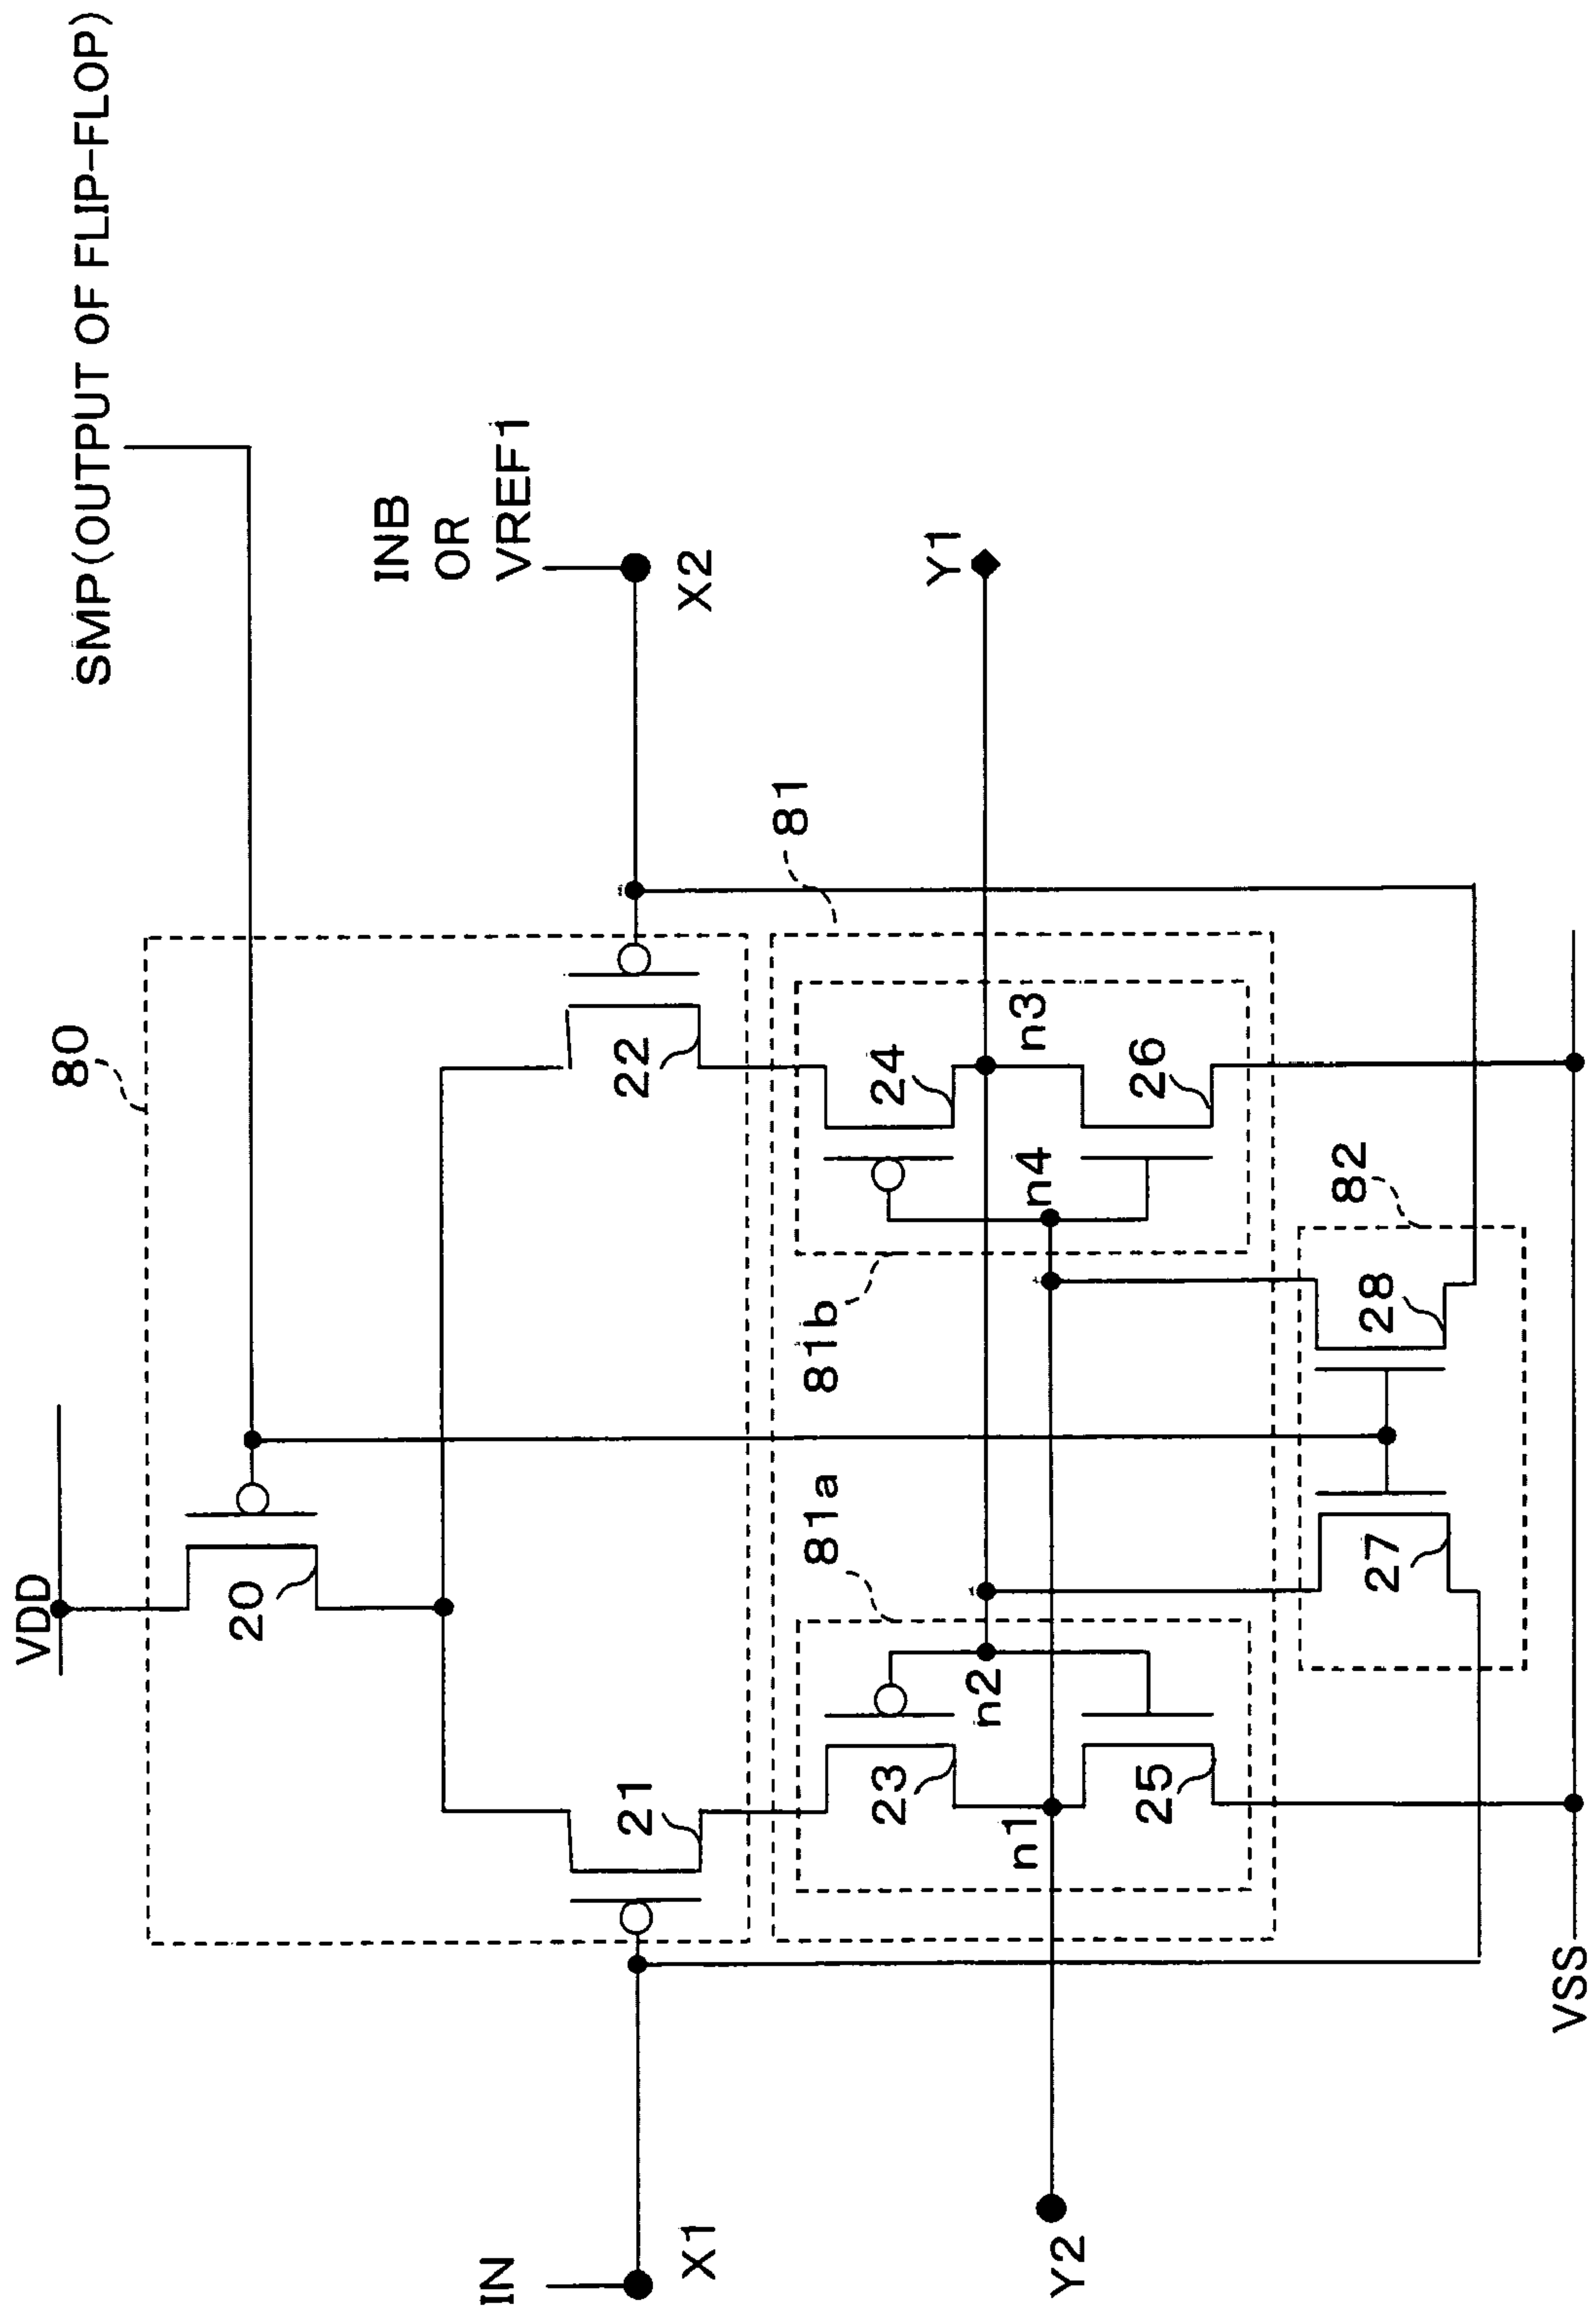 SMP(OUTPUT OF FLIP-FLOP)
VDD
80
20
INB
OR
VREF1
X2
IN
X1
21
22
81
81a
81b
23
24
n2
n4
n3
Y1
Y2
n1
25
26
82
27
28
VSS